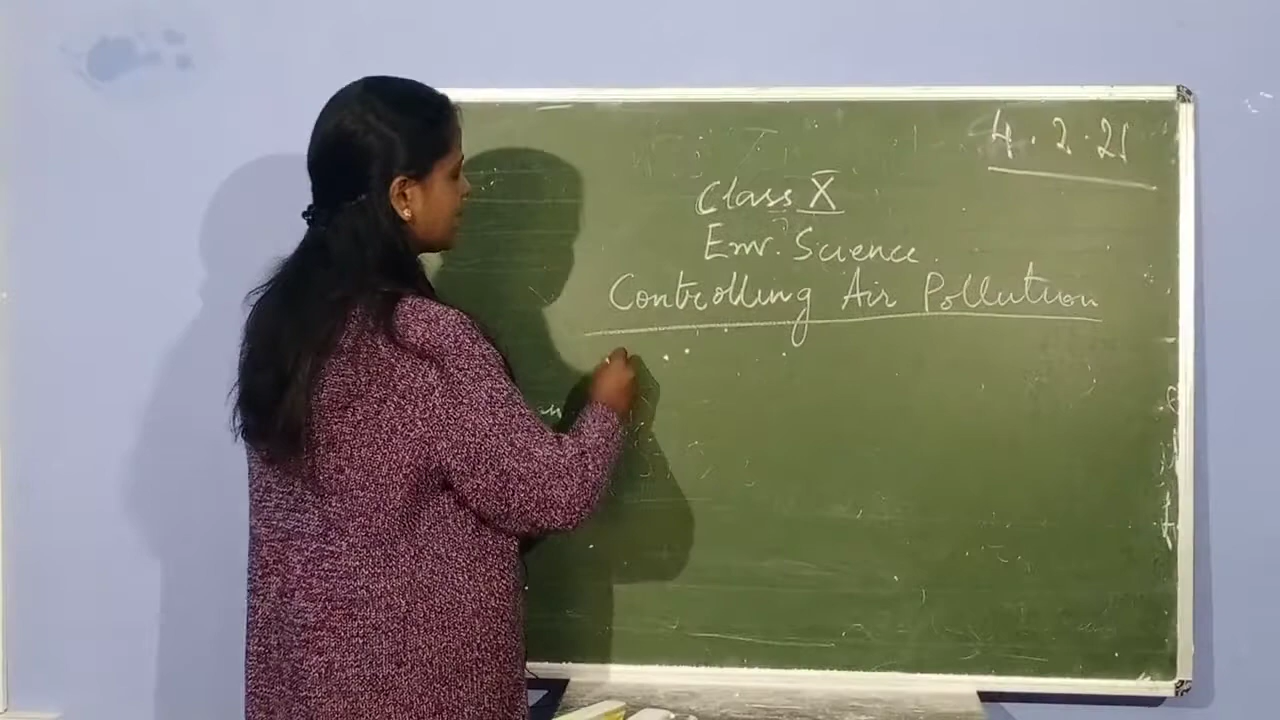 4.2.21
Class X
Env. Science.
Controlling Air Pollution